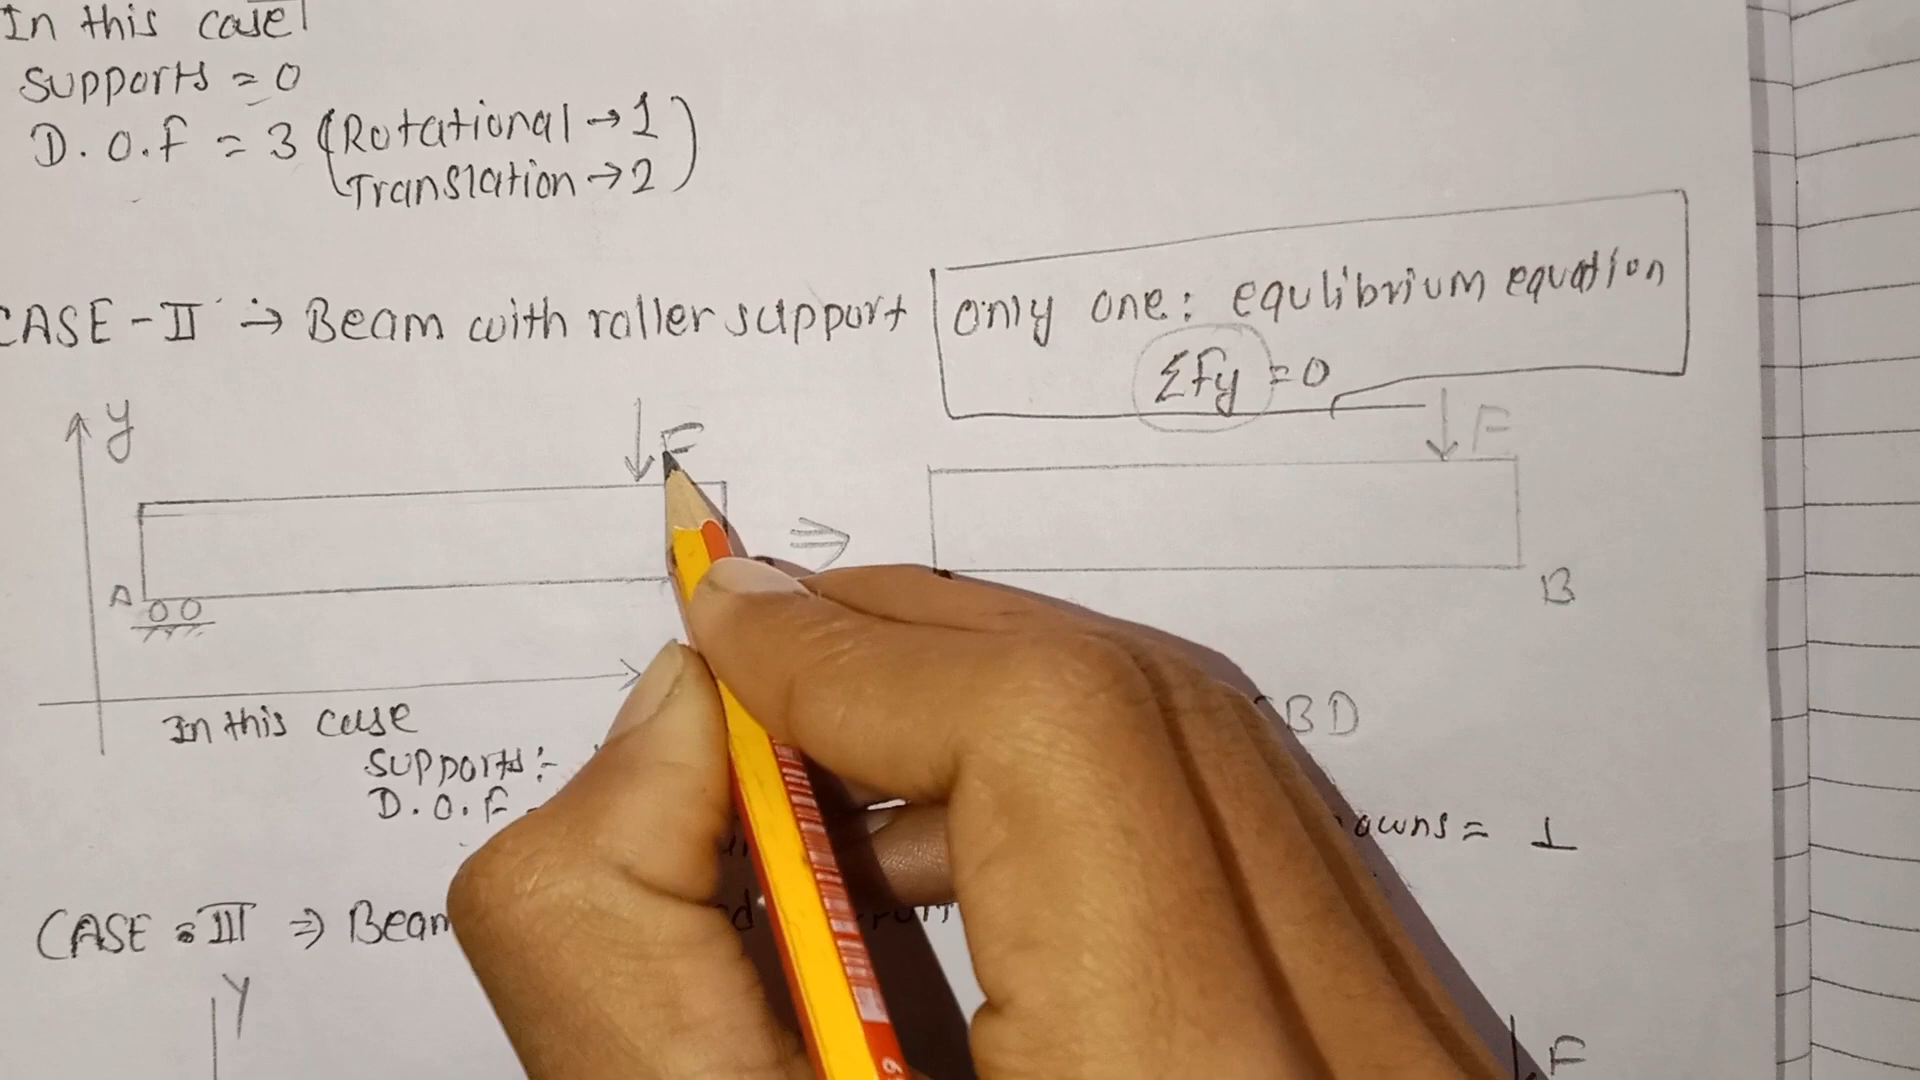 In this case
Supports = 0
D.O.F = 3 (Rotational → 1
Translation → 2)
CASE - II → Beam with roller support
only one: equlibrium equation
ΣFy = 0
y
F
F
A
B
In this case
Supports :-
D.O.F
BD
owns = 1
CASE : III ⇒ Beam
Y
F